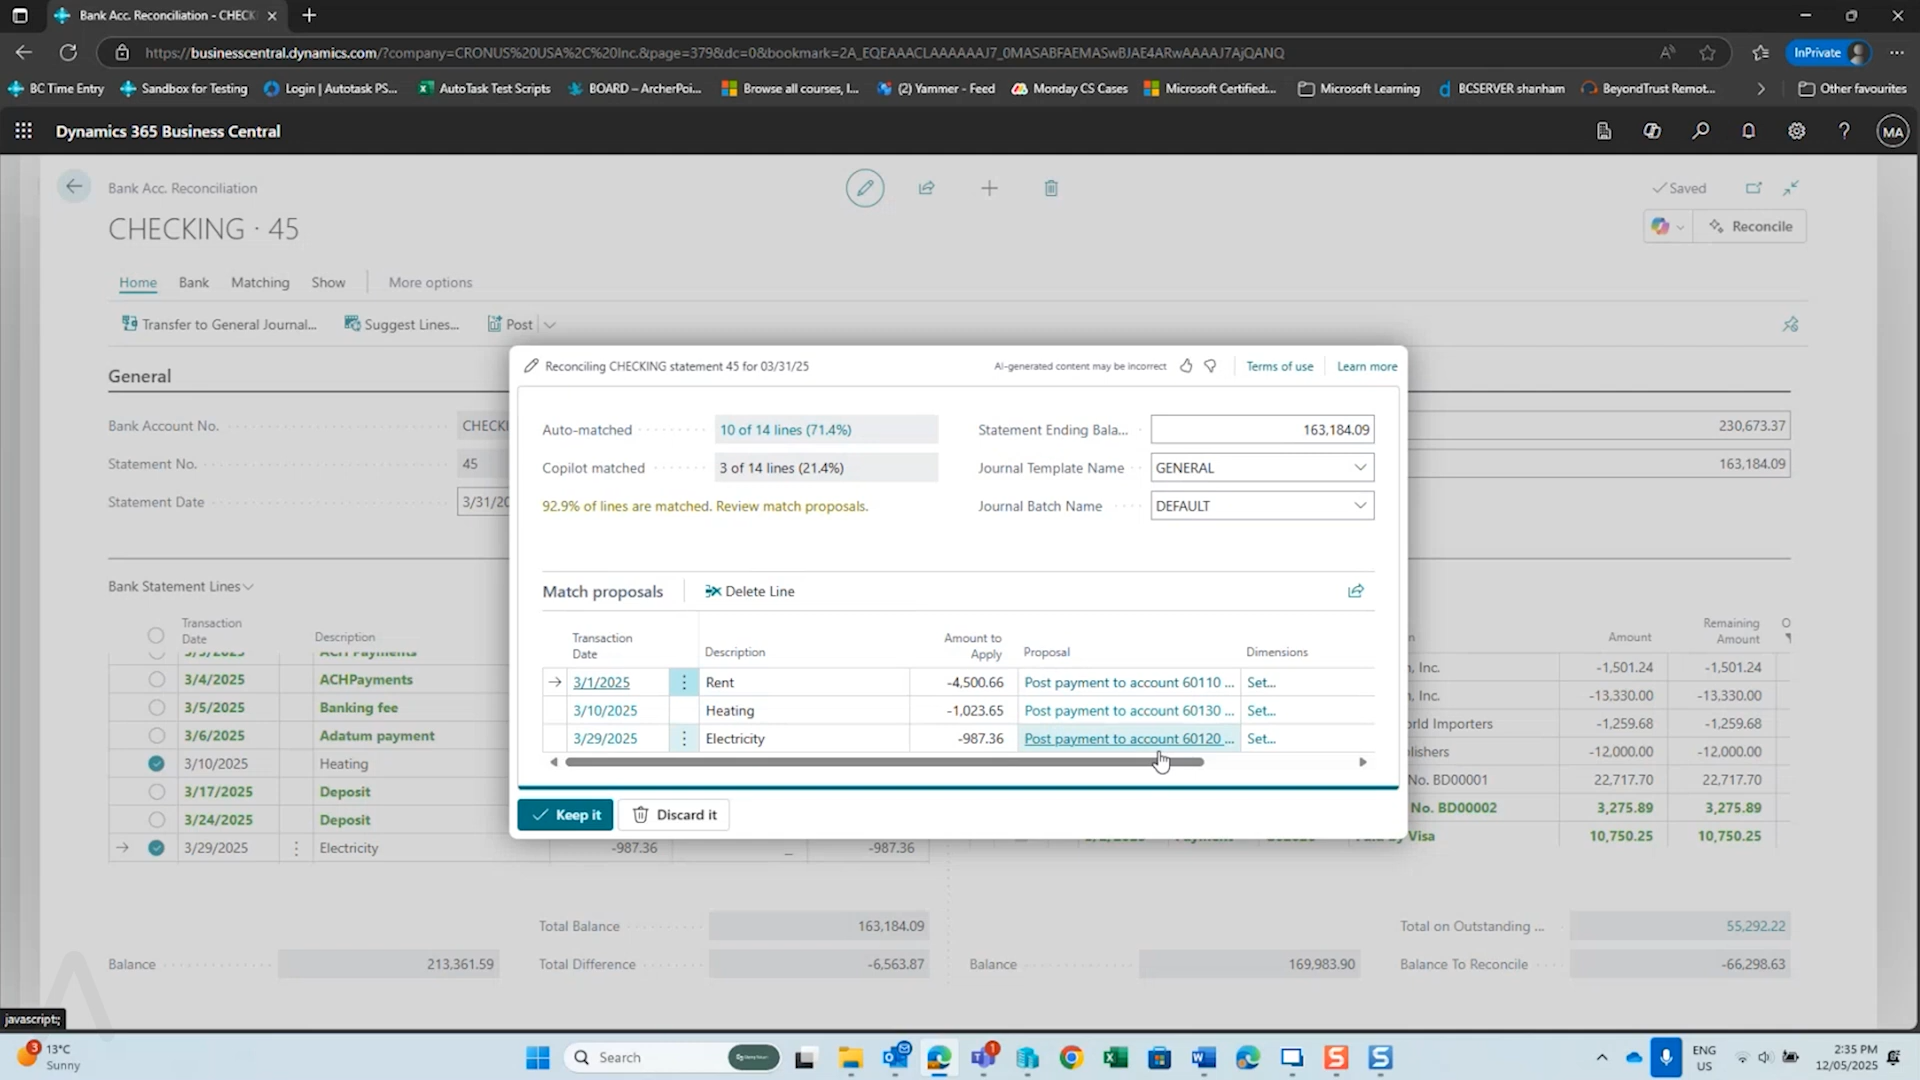 Bank Acc. Reconciliation - CHECK
https://businesscentral.dynamics.com/?company=CRONUS%20USA%2C%20Inc.&page=379&dc=0&bookmark=2A_EQEAAACLAAAAAAJ7_0MASABFAEMASwBJAE4ARwAAAAJ7AjQANQ
InPrivate
BC Time Entry
Sandbox for Testing
Login | Autotask PS...
AutoTask Test Scripts
BOARD – ArcherPoi...
Browse all courses, l...
(2) Yammer - Feed
Monday CS Cases
Microsoft Certified:...
Microsoft Learning
BCSERVER shanham
BeyondTrust Remot...
Other favourites
Dynamics 365 Business Central
MA
Bank Acc. Reconciliation
Saved
CHECKING · 45
Reconcile
Home Bank Matching Show More options
Transfer to General Journal... Suggest Lines... Post
General
Bank Account No. CHECKI 230,673.37
Statement No. 45 163,184.09
Statement Date 3/31/20
Reconciling CHECKING statement 45 for 03/31/25
AI-generated content may be incorrect
Terms of use
Learn more
Auto-matched 10 of 14 lines (71.4%)
Statement Ending Bala... 163,184.09
Copilot matched 3 of 14 lines (21.4%)
Journal Template Name GENERAL
92.9% of lines are matched. Review match proposals.
Journal Batch Name DEFAULT
Match proposals Delete Line
Transaction Date Description Amount to Apply Proposal Dimensions
3/1/2025 Rent -4,500.66 Post payment to account 60110 ... Set...
3/10/2025 Heating -1,023.65 Post payment to account 60130 ... Set...
3/29/2025 Electricity -987.36 Post payment to account 60120 ... Set...
Keep it Discard it
Bank Statement Lines
Transaction Date Description
3/3/2025 ACH Payments
3/4/2025 ACHPayments
3/5/2025 Banking fee
3/6/2025 Adatum payment
3/10/2025 Heating
3/17/2025 Deposit
3/24/2025 Deposit
3/29/2025 Electricity -987.36 -987.36
n Amount Remaining Amount O
, Inc. -1,501.24 -1,501.24
, Inc. -13,330.00 -13,330.00
orld Importers -1,259.68 -1,259.68
blishers -12,000.00 -12,000.00
No. BD00001 22,717.70 22,717.70
No. BD00002 3,275.89 3,275.89
Visa 10,750.25 10,750.25
Total Balance 163,184.09
Total on Outstanding ... 55,292.22
Balance 213,361.59
Total Difference -6,563.87
Balance 169,983.90
Balance To Reconcile -66,298.63
javascript:;
3
13°C
Sunny
Search
1
ENG
US
2:35 PM
12/05/2025